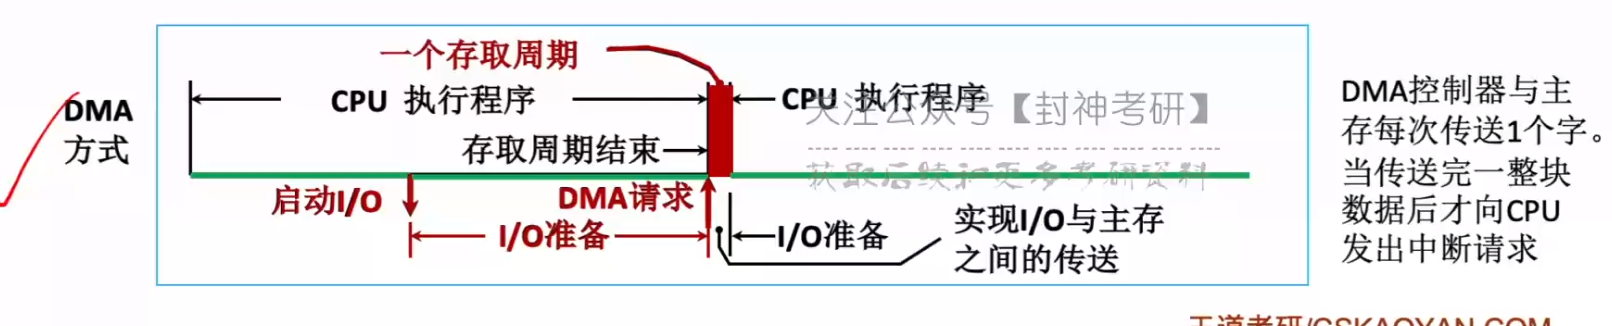 一个存取周期
DMA
方式
CPU 执行程序
CPU 执行程序
关注公众号【封神考研】
存取周期结束
获取后续和更多考研资料
启动I/O
DMA请求
I/O准备
I/O准备
实现I/O与主存
之间的传送
DMA控制器与主
存每次传送1个字。
当传送完一整块
数据后才向CPU
发出中断请求
王道考研/CSKAOYAN.COM